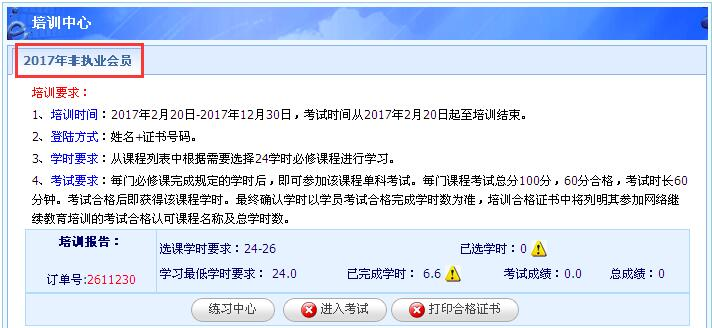 培训中心
2017年非执业会员
培训要求：
1、培训时间：2017年2月20日-2017年12月30日，考试时间从2017年2月20日起至培训结束。
2、登陆方式：姓名+证书号码。
3、学时要求：从课程列表中根据需要选择24学时必修课程进行学习。
4、考试要求：每门必修课完成规定的学时后，即可参加该课程单科考试。每门课程考试总分100分，60分合格，考试时长60
分钟。考试合格后即获得该课程学时。最终确认学时以学员考试合格完成学时数为准，培训合格证书中将列明其参加网络继
续教育培训的考试合格认可课程名称及总学时数。
培训报告：
订单号:2611230
选课学时要求：24-26 已选学时：0
学习最低学时要求： 24.0 已完成学时： 6.6 考试成绩：0.0 总成绩：0
练习中心 进入考试 打印合格证书